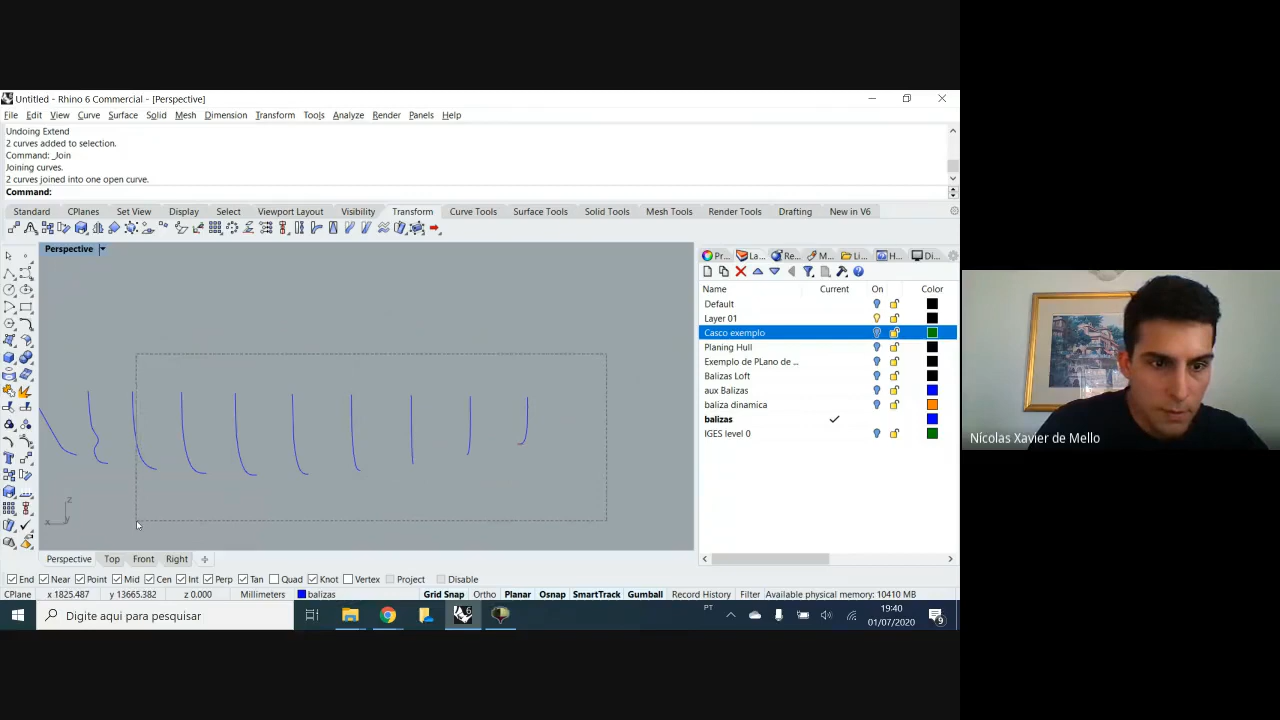 Untitled - Rhino 6 Commercial - [Perspective]
File Edit View Curve Surface Solid Mesh Dimension Transform Tools Analyze Render Panels Help
Undoing Extend
2 curves added to selection.
Command: _Join
Joining curves.
2 curves joined into one open curve.
Command:
Standard CPlanes Set View Display Select Viewport Layout Visibility Transform Curve Tools Surface Tools Solid Tools Mesh Tools Render Tools Drafting New in V6
Perspective
Pr... La... Re... M... Li... H... Di...
Name Current On Color
Default
Layer 01
Casco exemplo
Planing Hull
Exemplo de PLano de ...
Balizas Loft
aux Balizas
baliza dinamica
balizas
IGES level 0
Nícolas Xavier de Mello
z
x
y
Perspective Top Front Right
End Near Point Mid Cen Int Perp Tan Quad Knot Vertex Project Disable
CPlane x 1825.487 y 13665.382 z 0.000 Millimeters balizas Grid Snap Ortho Planar Osnap SmartTrack Gumball Record History Filter Available physical memory: 10410 MB
Digite aqui para pesquisar
PT
19:40
01/07/2020
9